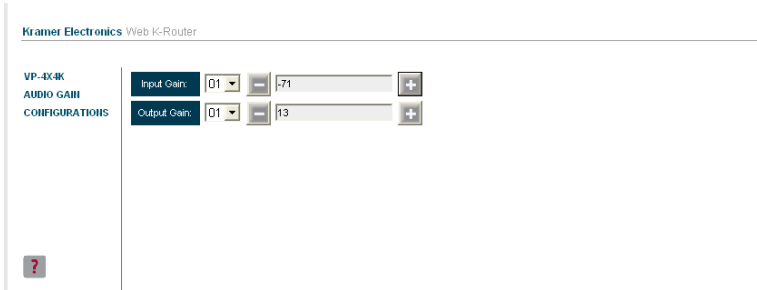 Kramer Electronics Web K-Router
VP-4X4K
AUDIO GAIN
CONFIGURATIONS
Input Gain: 01 - -71 +
Output Gain: 01 - 13 +
?